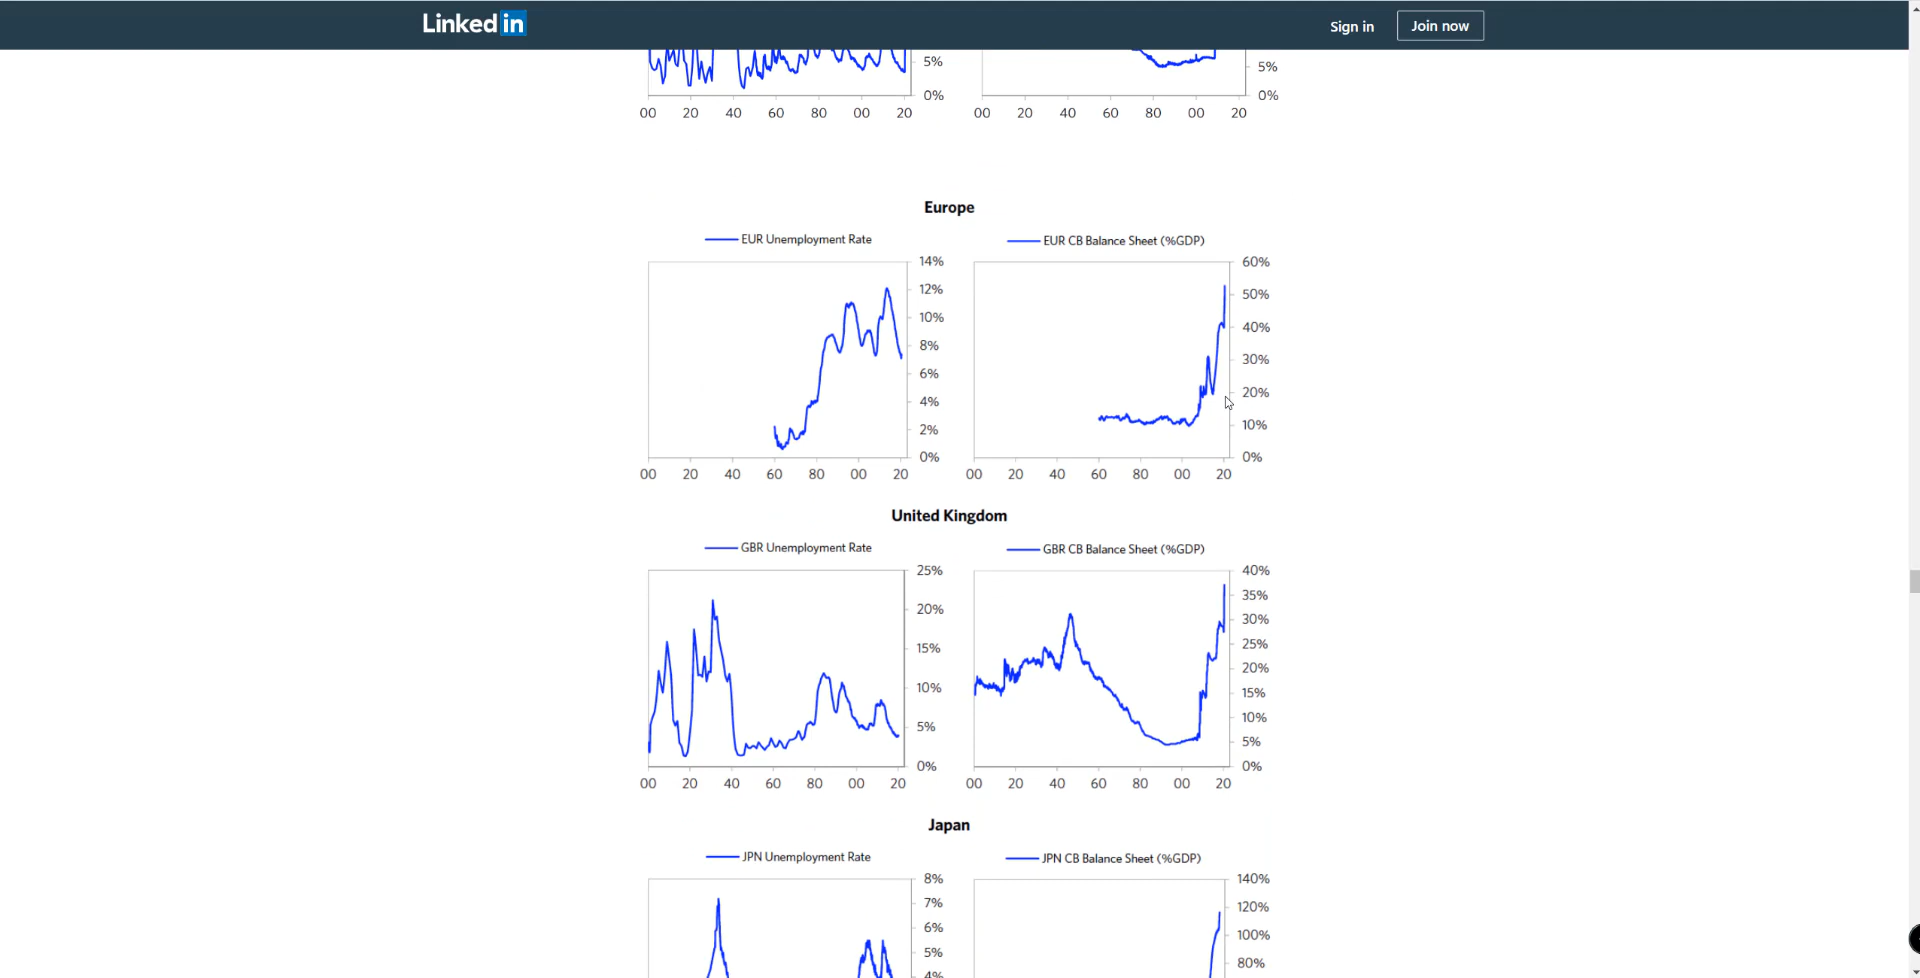 Linked in
Sign in
Join now
5%
0%
00 20 40 60 80 00 20
5%
0%
00 20 40 60 80 00 20
Europe
EUR Unemployment Rate
14%
12%
10%
8%
6%
4%
2%
0%
00 20 40 60 80 00 20
EUR CB Balance Sheet (%GDP)
60%
50%
40%
30%
20%
10%
0%
00 20 40 60 80 00 20
United Kingdom
GBR Unemployment Rate
25%
20%
15%
10%
5%
0%
00 20 40 60 80 00 20
GBR CB Balance Sheet (%GDP)
40%
35%
30%
25%
20%
15%
10%
5%
0%
00 20 40 60 80 00 20
Japan
JPN Unemployment Rate
8%
7%
6%
5%
4%
JPN CB Balance Sheet (%GDP)
140%
120%
100%
80%